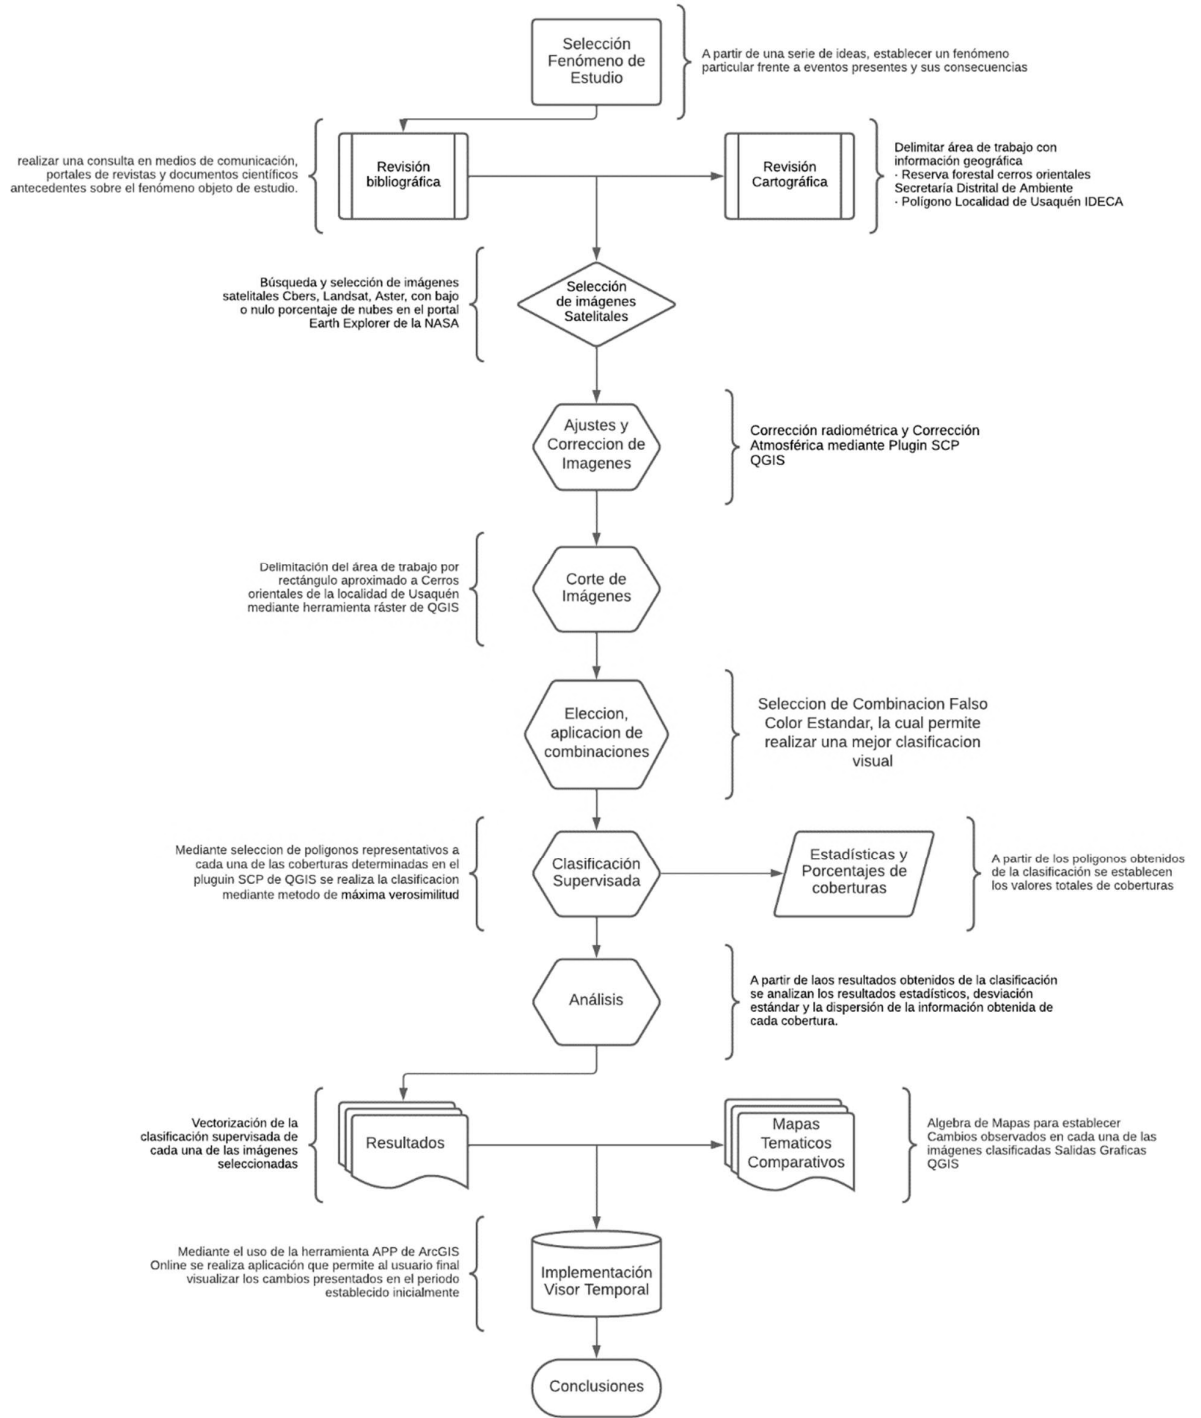 Selección
Fenómeno de
Estudio
A partir de una serie de ideas, establecer un fenómeno
particular frente a eventos presentes y sus consecuencias
realizar una consulta en medios de comunicación,
portales de revistas y documentos científicos
antecedentes sobre el fenómeno objeto de estudio.
Revisión
bibliográfica
Revisión
Cartográfica
Delimitar área de trabajo con
información geográfica
· Reserva forestal cerros orientales
Secretaría Distrital de Ambiente
· Polígono Localidad de Usaquén IDECA
Búsqueda y selección de imágenes
satelitales Cbers, Landsat, Aster, con bajo
o nulo porcentaje de nubes en el portal
Earth Explorer de la NASA
Selección
de imágenes
Satelitales
Ajustes y
Correccion de
Imagenes
Corrección radiométrica y Corrección
Atmosférica mediante Plugin SCP
QGIS
Delimitación del área de trabajo por
rectángulo aproximado a Cerros
orientales de la localidad de Usaquén
mediante herramienta ráster de QGIS
Corte de
Imágenes
Eleccion,
aplicacion de
combinaciones
Seleccion de Combinacion Falso
Color Estandar, la cual permite
realizar una mejor clasificacion
visual
Mediante seleccion de poligonos representativos a
cada una de las coberturas determinadas en el
pluguin SCP de QGIS se realiza la clasificacion
mediante metodo de máxima verosimilitud
Clasificación
Supervisada
Estadísticas y
Porcentajes de
coberturas
A partir de los poligonos obtenidos
de la clasificación se establecen
los valores totales de coberturas
Análisis
A partir de laos resultados obtenidos de la clasificación
se analizan los resultados estadísticos, desviación
estándar y la dispersión de la información obtenida de
cada cobertura.
Vectorización de la
clasificación supervisada de
cada una de las imágenes
seleccionadas
Resultados
Mapas
Tematicos
Comparativos
Algebra de Mapas para establecer
Cambios observados en cada una de las
imágenes clasificadas Salidas Graficas
QGIS
Mediante el uso de la herramienta APP de ArcGIS
Online se realiza aplicación que permite al usuario final
visualizar los cambios presentados en el periodo
establecido inicialmente
Implementación
Visor Temporal
Conclusiones